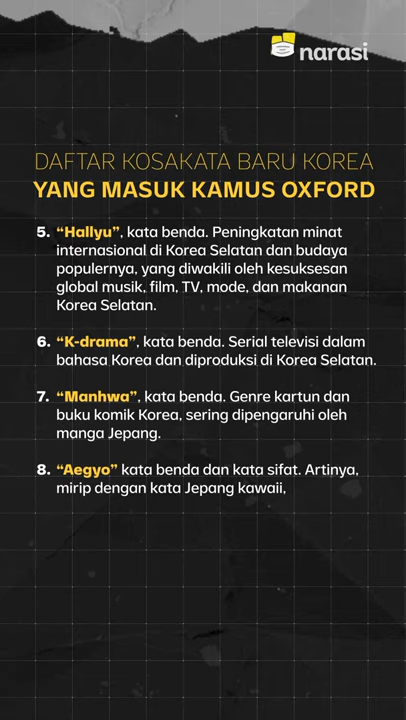 narasi
DAFTAR KOSAKATA BARU KOREA
YANG MASUK KAMUS OXFORD
5. “Hallyu”, kata benda. Peningkatan minat
internasional di Korea Selatan dan budaya
populernya, yang diwakili oleh kesuksesan
global musik, film, TV, mode, dan makanan
Korea Selatan.
6. “K-drama”, kata benda. Serial televisi dalam
bahasa Korea dan diproduksi di Korea Selatan.
7. “Manhwa”, kata benda. Genre kartun dan
buku komik Korea, sering dipengaruhi oleh
manga Jepang.
8. “Aegyo” kata benda dan kata sifat. Artinya,
mirip dengan kata Jepang kawaii,